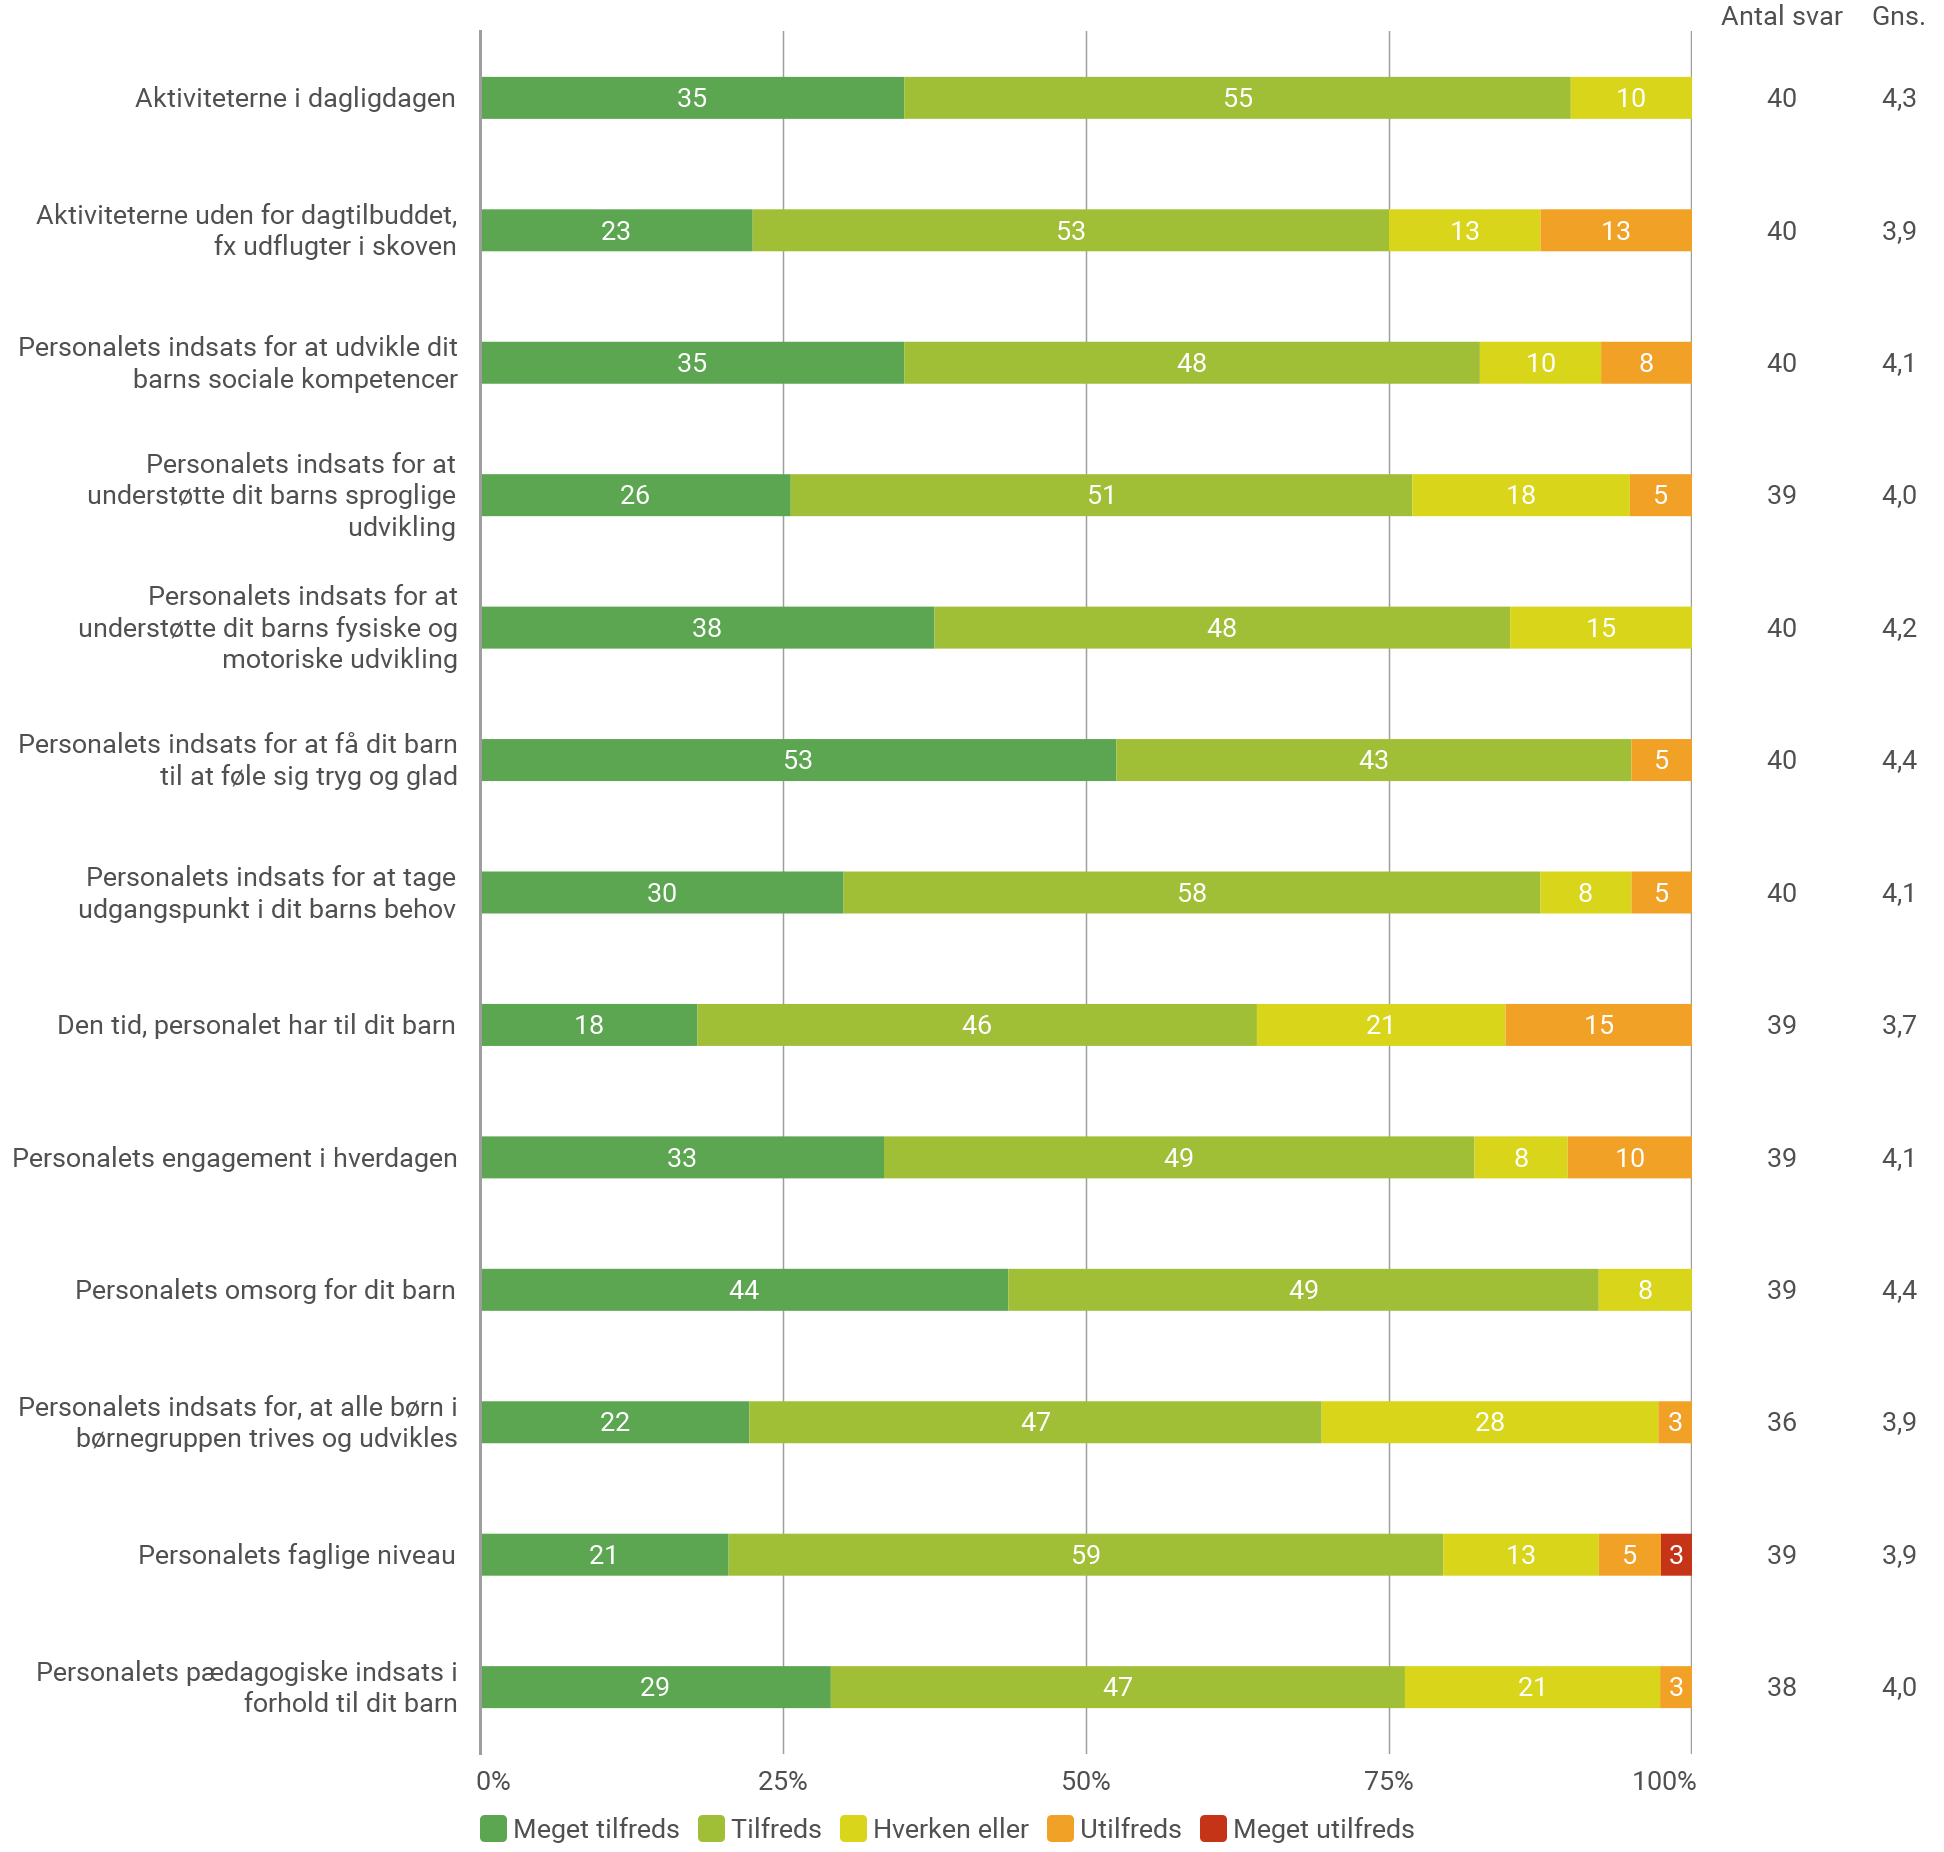 Antal svar Gns.
Aktiviteterne i dagligdagen 35 55 10 40 4,3
Aktiviteterne uden for dagtilbuddet,
fx udflugter i skoven 23 53 13 13 40 3,9
Personalets indsats for at udvikle dit
barns sociale kompetencer 35 48 10 8 40 4,1
Personalets indsats for at
understøtte dit barns sproglige 26 51 18 5 39 4,0
udvikling
Personalets indsats for at
understøtte dit barns fysiske og 38 48 15 40 4,2
motoriske udvikling
Personalets indsats for at få dit barn
til at føle sig tryg og glad 53 43 5 40 4,4
Personalets indsats for at tage
udgangspunkt i dit barns behov 30 58 8 5 40 4,1
Den tid, personalet har til dit barn 18 46 21 15 39 3,7
Personalets engagement i hverdagen 33 49 8 10 39 4,1
Personalets omsorg for dit barn 44 49 8 39 4,4
Personalets indsats for, at alle børn i
børnegruppen trives og udvikles 22 47 28 3 36 3,9
Personalets faglige niveau 21 59 13 5 3 39 3,9
Personalets pædagogiske indsats i
forhold til dit barn 29 47 21 3 38 4,0
0% 25% 50% 75% 100%
Meget tilfreds Tilfreds Hverken eller Utilfreds Meget utilfreds